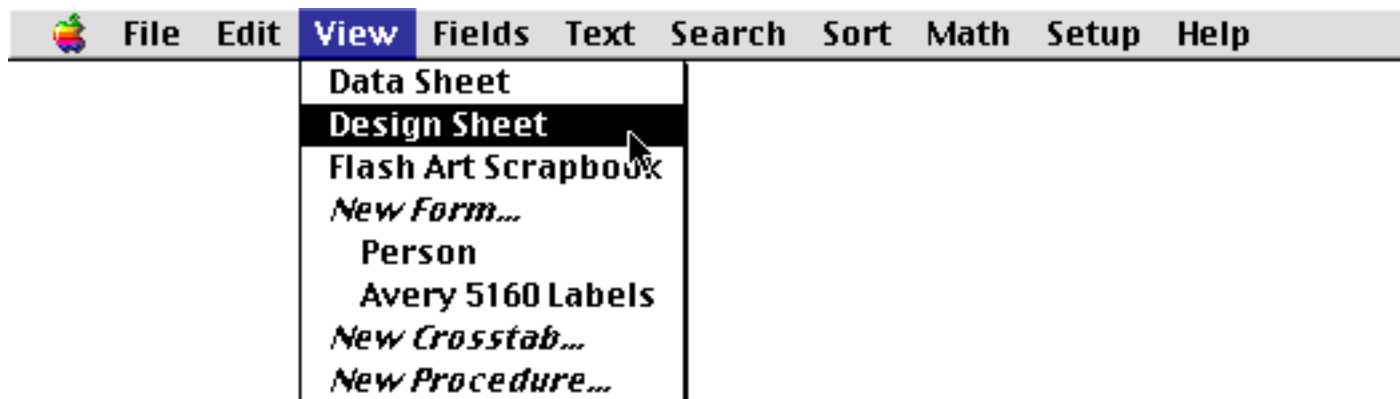 File Edit View Fields Text Search Sort Math Setup Help
Data Sheet
Design Sheet
Flash Art Scrapbook
New Form...
Person
Avery 5160 Labels
New Crosstab...
New Procedure...